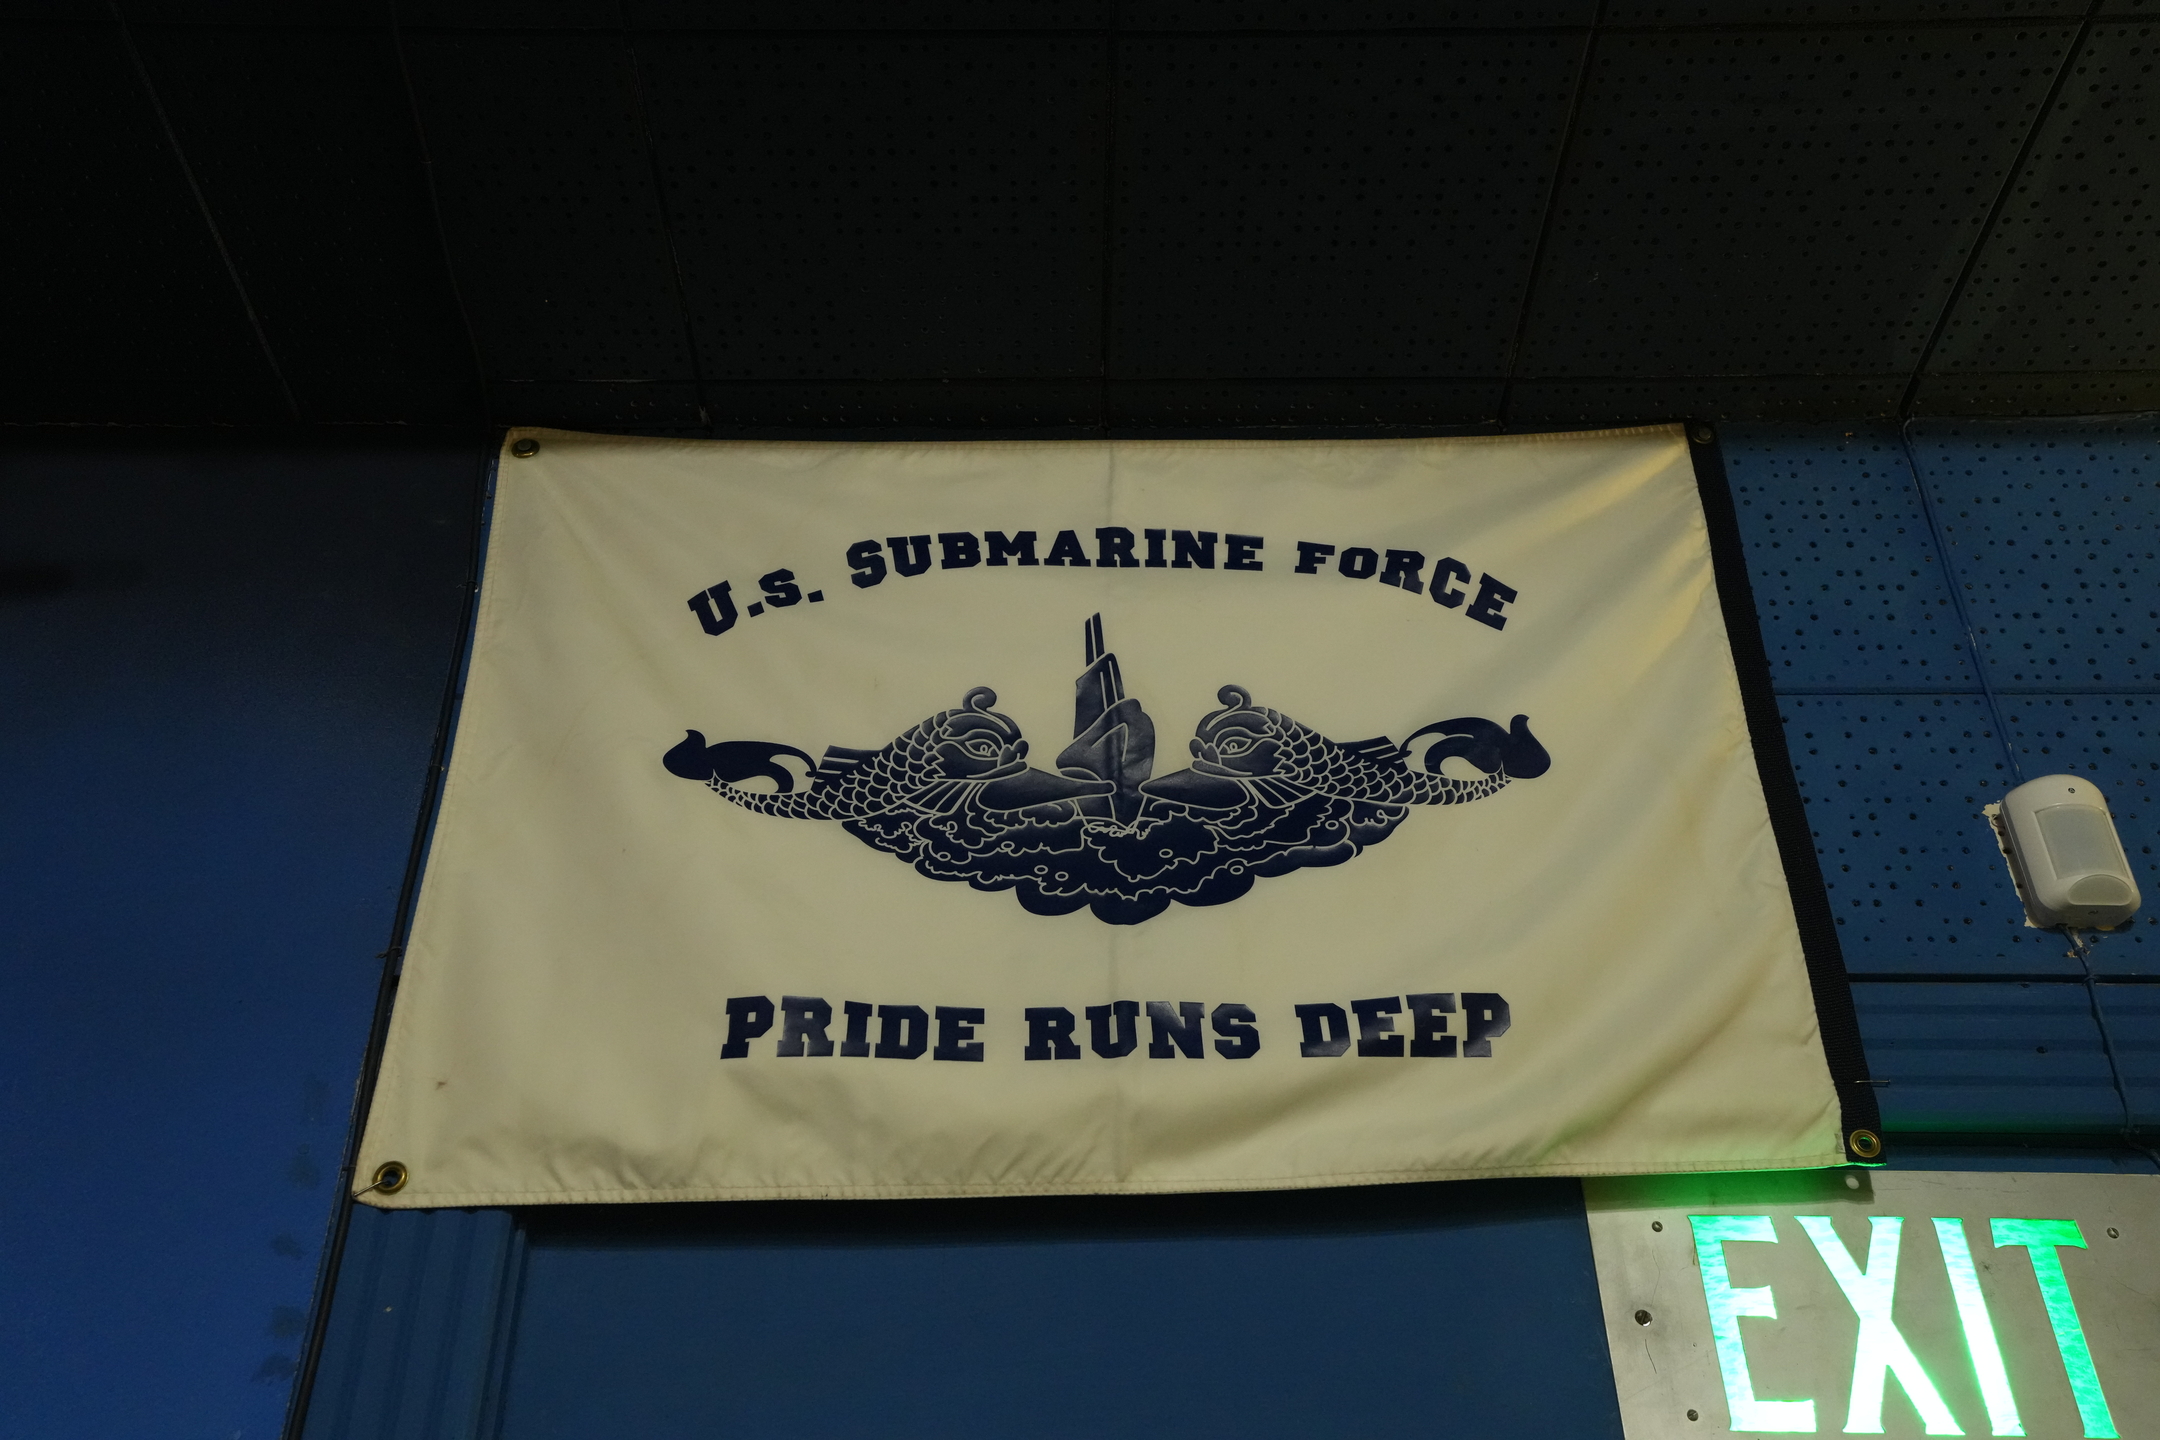 U.S. SUBMARINE FORCE
PRIDE RUNS DEEP
EXIT